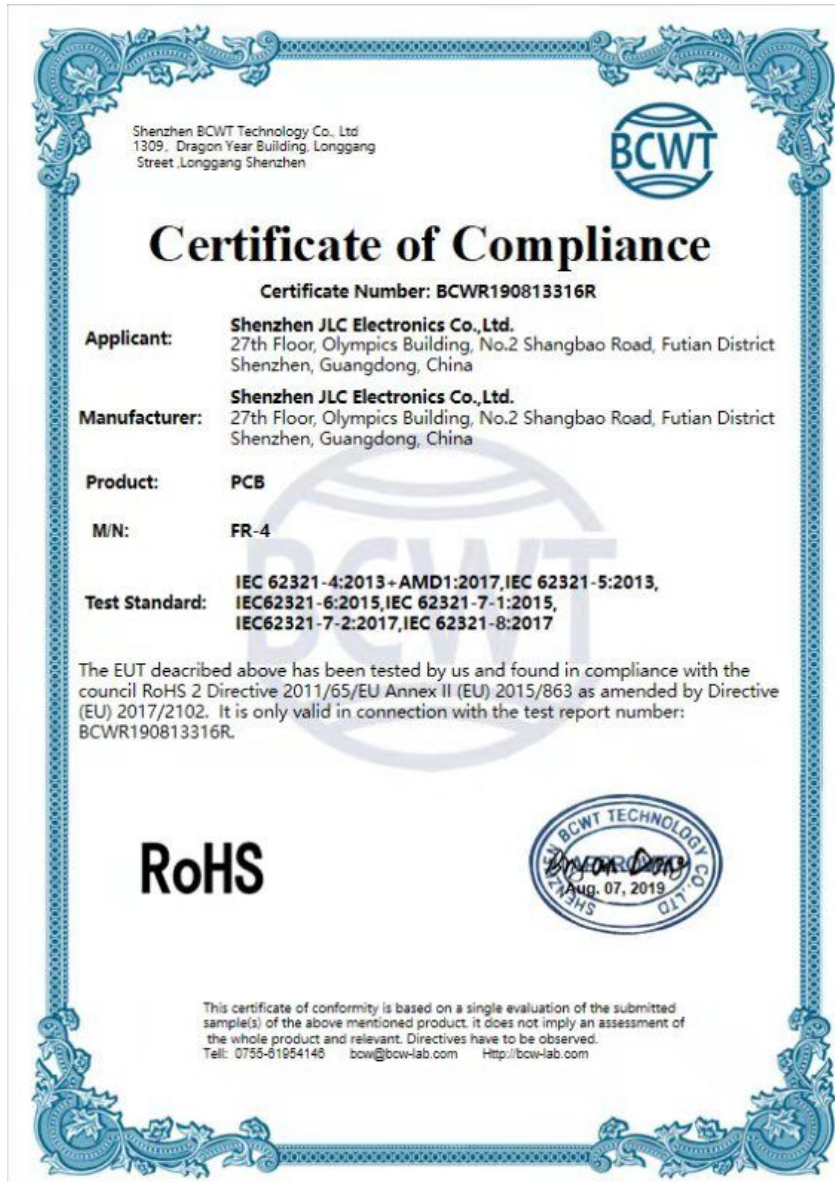 Shenzhen BCWT Technology Co., Ltd
1309, Dragon Year Building, Longgang
Street ,Longgang Shenzhen
BCWT
Certificate of Compliance
Certificate Number: BCWR190813316R
Applicant:
Shenzhen JLC Electronics Co.,Ltd.
27th Floor, Olympics Building, No.2 Shangbao Road, Futian District
Shenzhen, Guangdong, China
Manufacturer:
Shenzhen JLC Electronics Co.,Ltd.
27th Floor, Olympics Building, No.2 Shangbao Road, Futian District
Shenzhen, Guangdong, China
Product: PCB
M/N: FR-4
Test Standard:
IEC 62321-4:2013+AMD1:2017,IEC 62321-5:2013,
IEC62321-6:2015,IEC 62321-7-1:2015,
IEC62321-7-2:2017,IEC 62321-8:2017
BCWT
The EUT deacribed above has been tested by us and found in compliance with the
council RoHS 2 Directive 2011/65/EU Annex II (EU) 2015/863 as amended by Directive
(EU) 2017/2102. It is only valid in connection with the test report number:
BCWR190813316R.
RoHS
SHENZHEN BCWT TECHNOLOGY CO.,LTD
Aug. 07, 2019
This certificate of conformity is based on a single evaluation of the submitted
sample(s) of the above mentioned product. it does not imply an assessment of
the whole product and relevant. Directives have to be observed.
Tell: 0755-61954146 bcw@bcw-lab.com Http://bcw-lab.com